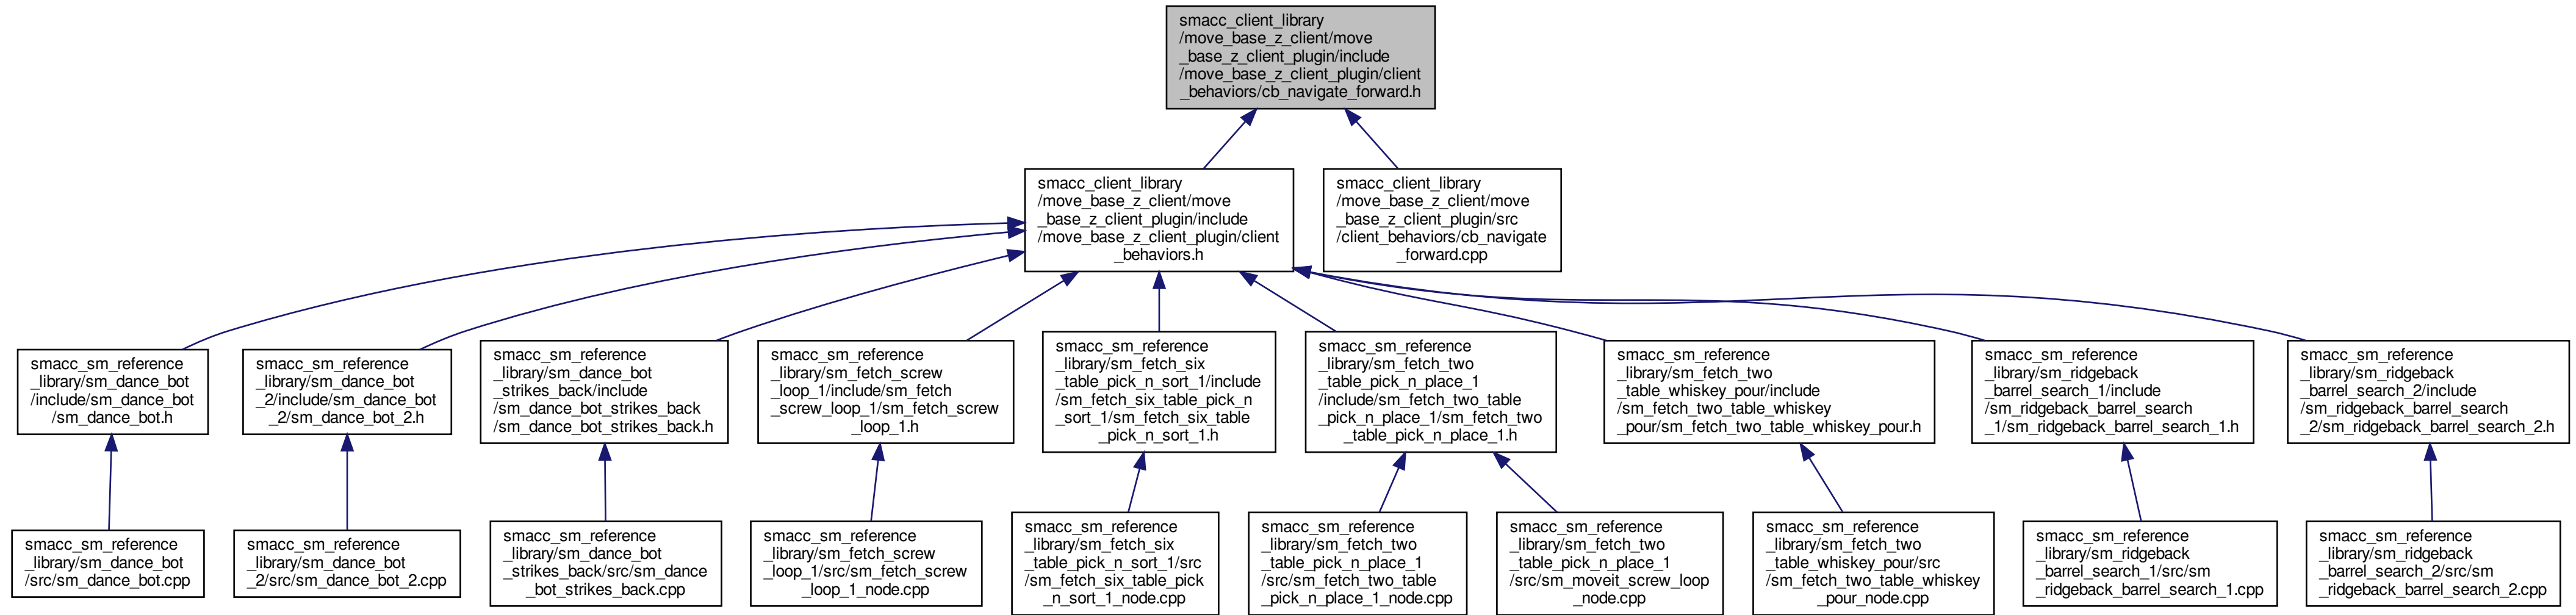 smacc_client_library
/move_base_z_client/move
_base_z_client_plugin/include
/move_base_z_client_plugin/client
_behaviors/cb_navigate_forward.h
smacc_client_library
/move_base_z_client/move
_base_z_client_plugin/include
/move_base_z_client_plugin/client
_behaviors.h
smacc_client_library
/move_base_z_client/move
_base_z_client_plugin/src
/client_behaviors/cb_navigate
_forward.cpp
smacc_sm_reference
_library/sm_dance_bot
/include/sm_dance_bot
/sm_dance_bot.h
smacc_sm_reference
_library/sm_dance_bot
_2/include/sm_dance_bot
_2/sm_dance_bot_2.h
smacc_sm_reference
_library/sm_dance_bot
_strikes_back/include
/sm_dance_bot_strikes_back
/sm_dance_bot_strikes_back.h
smacc_sm_reference
_library/sm_fetch_screw
_loop_1/include/sm_fetch
_screw_loop_1/sm_fetch_screw
_loop_1.h
smacc_sm_reference
_library/sm_fetch_six
_table_pick_n_sort_1/include
/sm_fetch_six_table_pick_n
_sort_1/sm_fetch_six_table
_pick_n_sort_1.h
smacc_sm_reference
_library/sm_fetch_two
_table_pick_n_place_1
/include/sm_fetch_two_table
_pick_n_place_1/sm_fetch_two
_table_pick_n_place_1.h
smacc_sm_reference
_library/sm_fetch_two
_table_whiskey_pour/include
/sm_fetch_two_table_whiskey
_pour/sm_fetch_two_table_whiskey_pour.h
smacc_sm_reference
_library/sm_ridgeback
_barrel_search_1/include
/sm_ridgeback_barrel_search
_1/sm_ridgeback_barrel_search_1.h
smacc_sm_reference
_library/sm_ridgeback
_barrel_search_2/include
/sm_ridgeback_barrel_search
_2/sm_ridgeback_barrel_search_2.h
smacc_sm_reference
_library/sm_dance_bot
/src/sm_dance_bot.cpp
smacc_sm_reference
_library/sm_dance_bot
_2/src/sm_dance_bot_2.cpp
smacc_sm_reference
_library/sm_dance_bot
_strikes_back/src/sm_dance
_bot_strikes_back.cpp
smacc_sm_reference
_library/sm_fetch_screw
_loop_1/src/sm_fetch_screw
_loop_1_node.cpp
smacc_sm_reference
_library/sm_fetch_six
_table_pick_n_sort_1/src
/sm_fetch_six_table_pick
_n_sort_1_node.cpp
smacc_sm_reference
_library/sm_fetch_two
_table_pick_n_place_1
/src/sm_fetch_two_table
_pick_n_place_1_node.cpp
smacc_sm_reference
_library/sm_fetch_two
_table_pick_n_place_1
/src/sm_moveit_screw_loop
_node.cpp
smacc_sm_reference
_library/sm_fetch_two
_table_whiskey_pour/src
/sm_fetch_two_table_whiskey
_pour_node.cpp
smacc_sm_reference
_library/sm_ridgeback
_barrel_search_1/src/sm
_ridgeback_barrel_search_1.cpp
smacc_sm_reference
_library/sm_ridgeback
_barrel_search_2/src/sm
_ridgeback_barrel_search_2.cpp